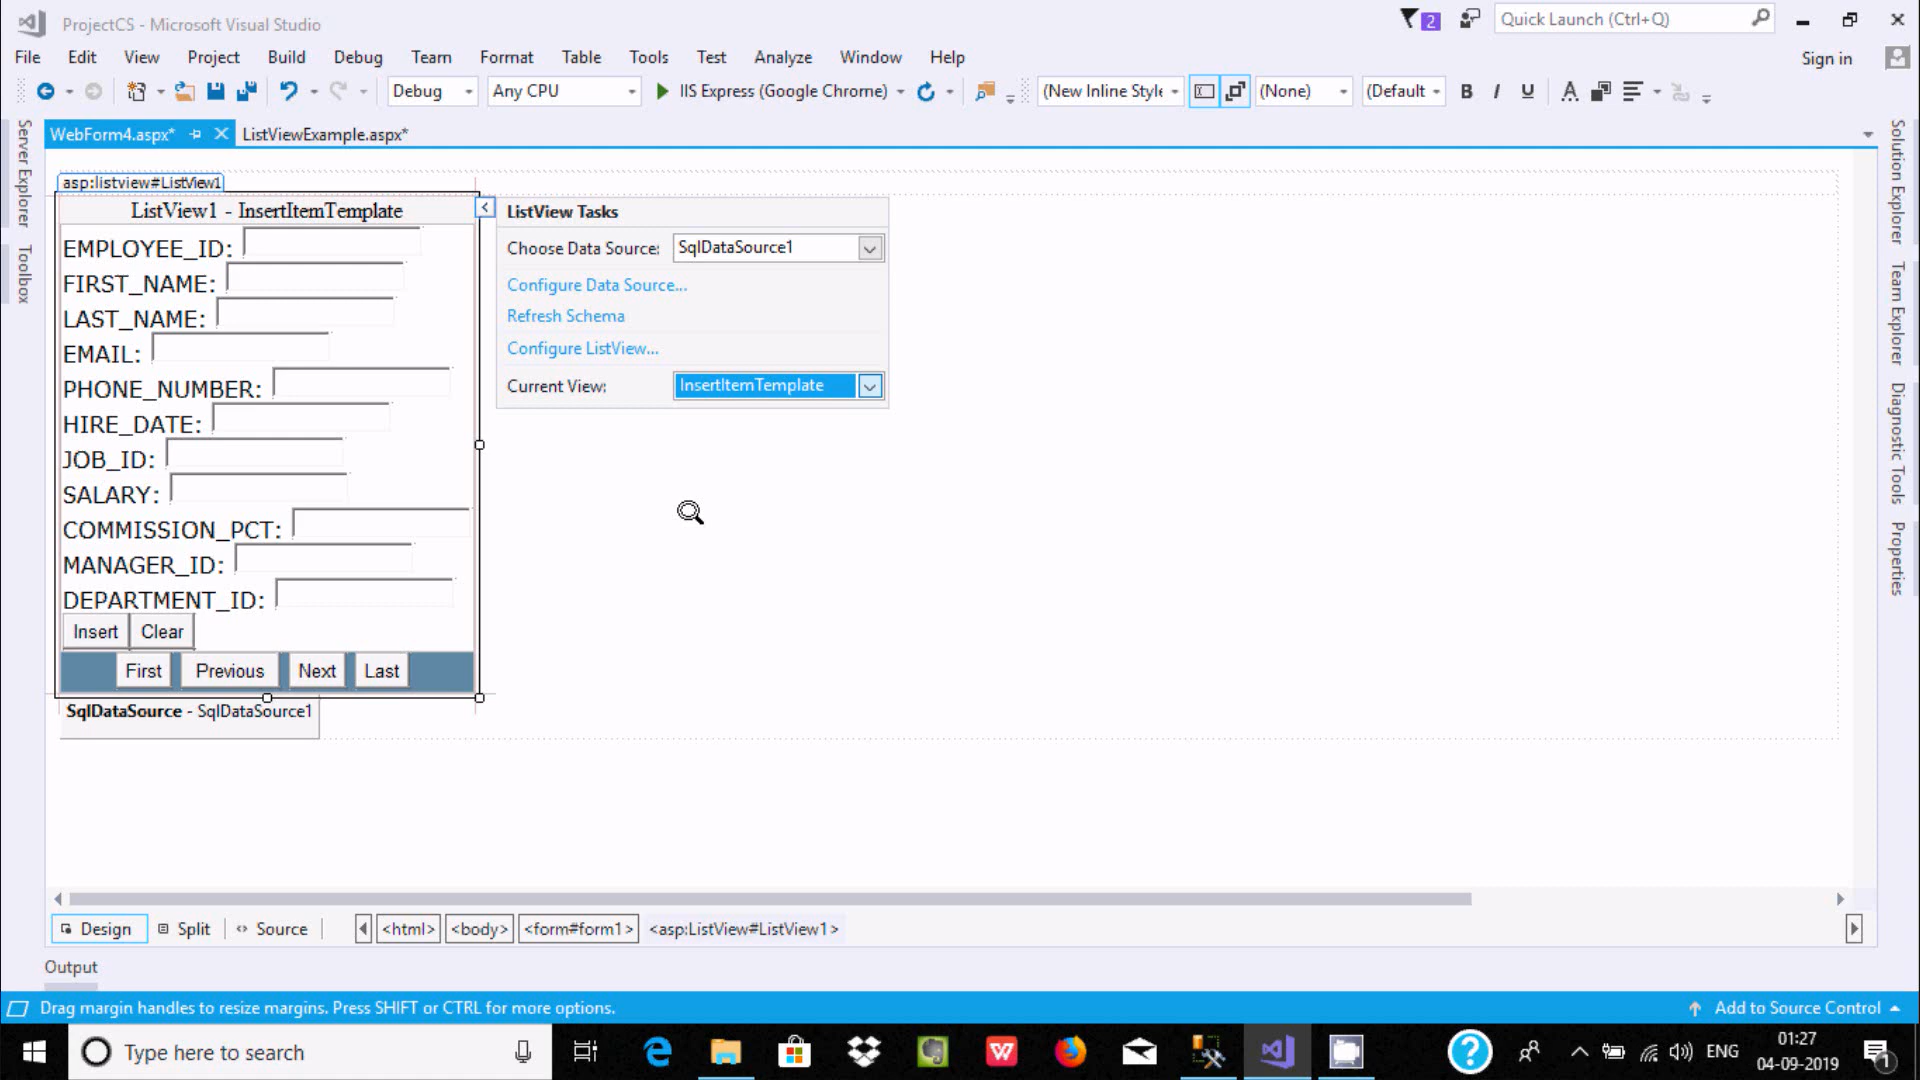 ProjectCS - Microsoft Visual Studio
2
Quick Launch (Ctrl+Q)
File Edit View Project Build Debug Team Format Table Tools Test Analyze Window Help
Sign in
Debug Any CPU IIS Express (Google Chrome) (New Inline Style (None) (Default B I U A
WebForm4.aspx* ListViewExample.aspx*
Server Explorer
Toolbox
asp:listview#ListView1
ListView1 - InsertItemTemplate
EMPLOYEE_ID:
FIRST_NAME:
LAST_NAME:
EMAIL:
PHONE_NUMBER:
HIRE_DATE:
JOB_ID:
SALARY:
COMMISSION_PCT:
MANAGER_ID:
DEPARTMENT_ID:
Insert Clear
First Previous Next Last
SqlDataSource - SqlDataSource1
ListView Tasks
Choose Data Source: SqlDataSource1
Configure Data Source...
Refresh Schema
Configure ListView...
Current View: InsertItemTemplate
Solution Explorer
Team Explorer
Diagnostic Tools
Properties
Design Split Source <html> <body> <form#form1> <asp:ListView#ListView1>
Output
Drag margin handles to resize margins. Press SHIFT or CTRL for more options.
Add to Source Control
Type here to search
ENG
01:27
04-09-2019
1